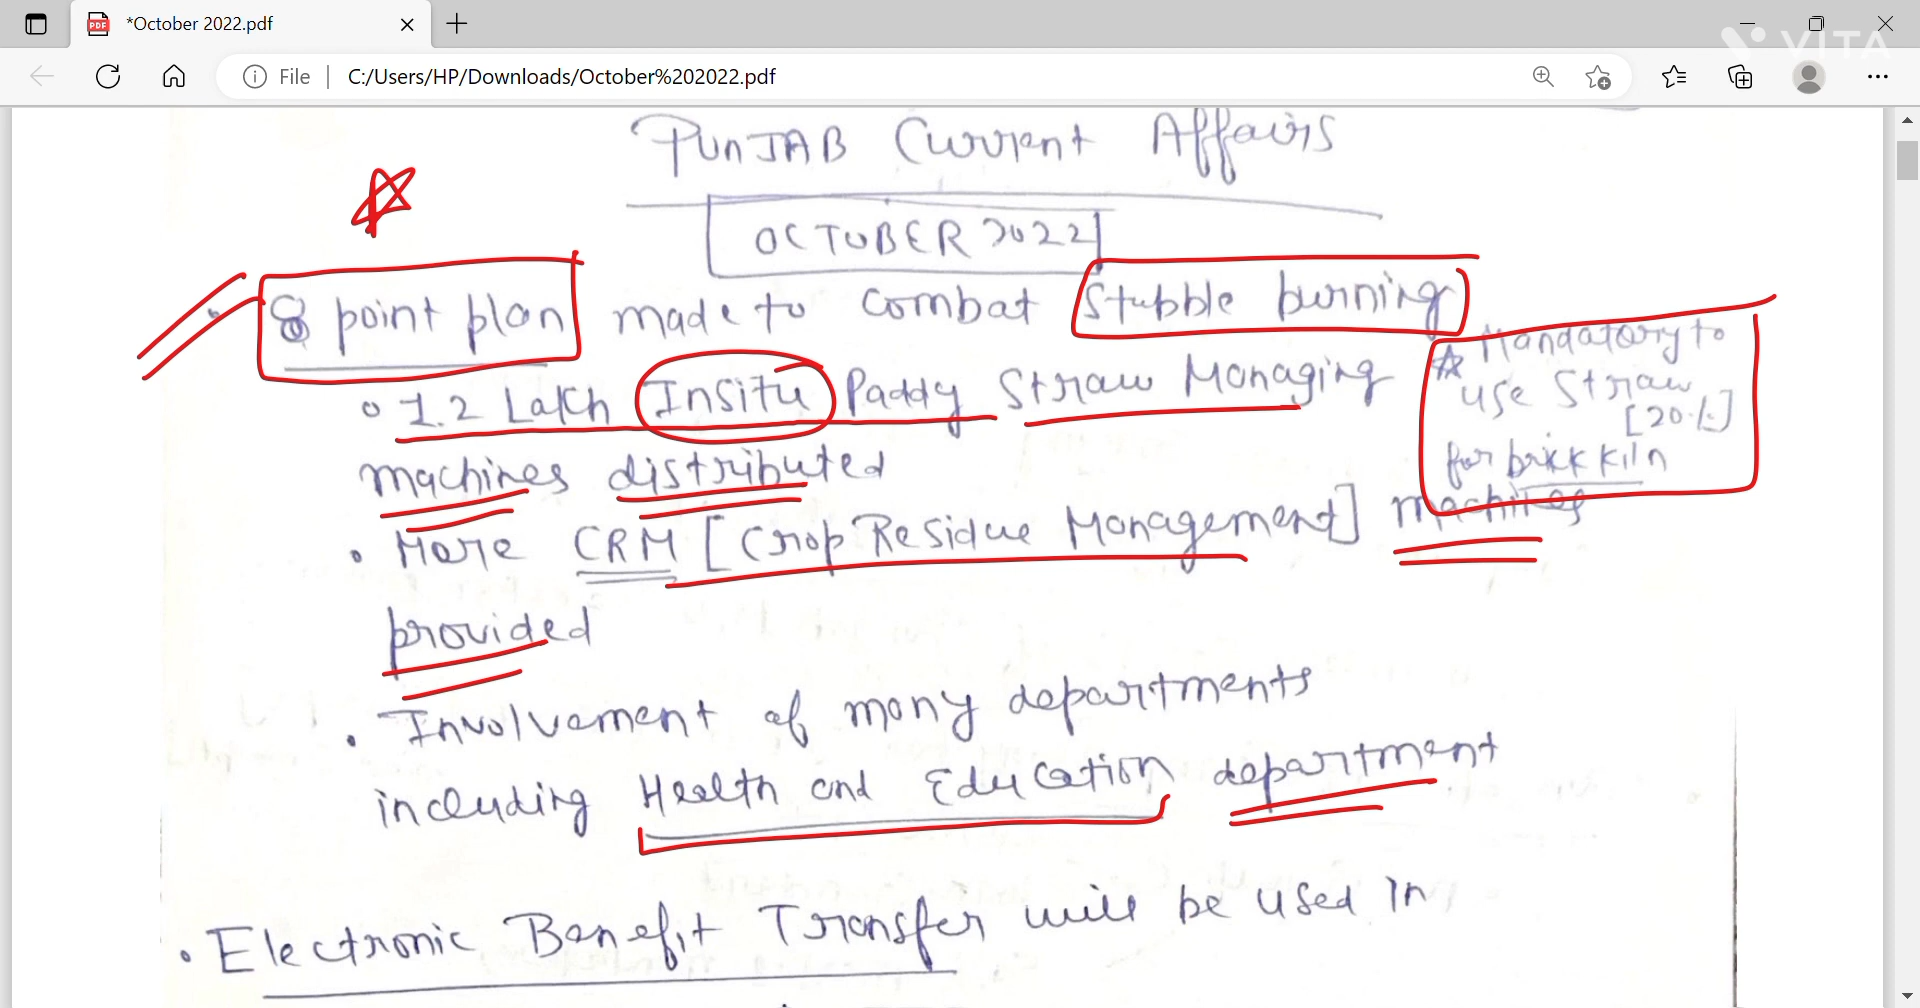 *October 2022.pdf
VITA
File C:/Users/HP/Downloads/October%202022.pdf
PUNJAB Current Affairs
OCTOBER 2022
8 point plan made to combat Stubble burning
☆ Mandatory to
use Straw
[20%]
for brick kiln
1.2 Lakh Insitu Paddy Straw Managing
machines distributed
• More CRM [Crop Residue Management] machines
provided
• Involvement of many departments
including Health and Education department
• Electronic Benefit Transfer will be used in